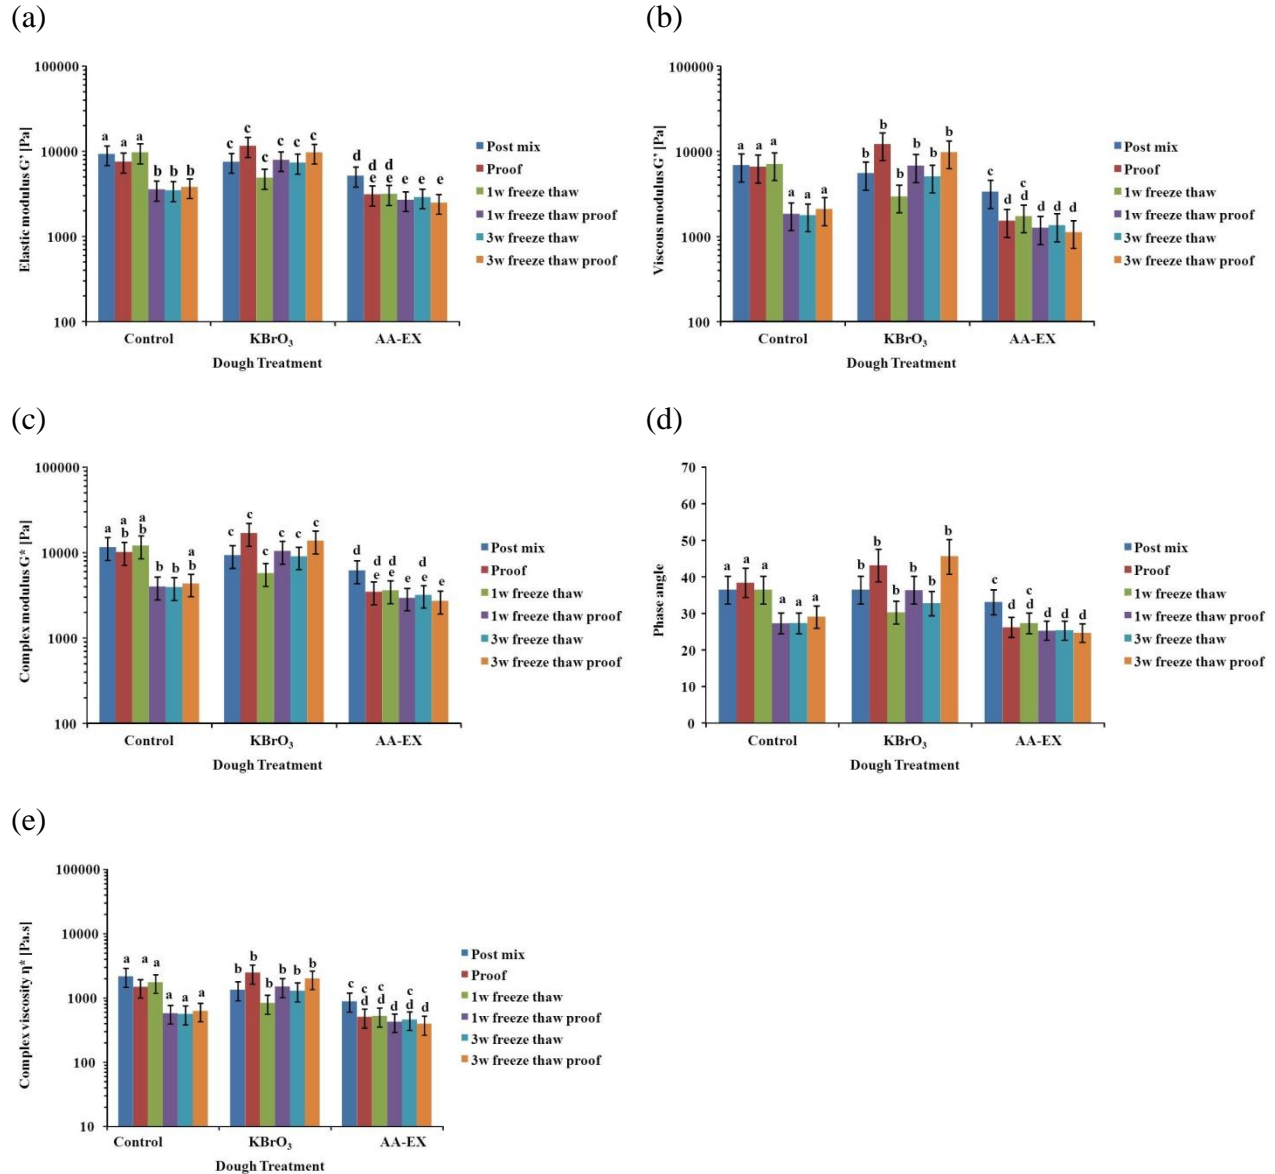 (a)
100000
10000
1000
100
Elastic modulus G' [Pa]
a a a b b b
c c c c c c
d d e d e e e e
Control KBrO₃ AA-EX
Dough Treatment
Post mix
Proof
1w freeze thaw
1w freeze thaw proof
3w freeze thaw
3w freeze thaw proof
(b)
100000
10000
1000
100
Viscous modulus G' [Pa]
a a a a a a
b b b b b b
c d c d d d d
Control KBrO₃ AA-EX
Dough Treatment
Post mix
Proof
1w freeze thaw
1w freeze thaw proof
3w freeze thaw
3w freeze thaw proof
(c)
100000
10000
1000
100
Complex modulus G* [Pa]
a a b a b b b a b
c c c c c c
d d e d e e d e e
Control KBrO₃ AA-EX
Dough Treatment
Post mix
Proof
1w freeze thaw
1w freeze thaw proof
3w freeze thaw
3w freeze thaw proof
(d)
70
60
50
40
30
20
10
0
Phase angle
a a a a a a
b b b b b b
c d c d d d d
Control KBrO₃ AA-EX
Dough Treatment
Post mix
Proof
1w freeze thaw
1w freeze thaw proof
3w freeze thaw
3w freeze thaw proof
(e)
100000
10000
1000
100
10
Complex viscosity η* [Pa.s]
a a a a a a
b b b b b b
c c d c d d c d d
Control KBrO₃ AA-EX
Dough Treatment
Post mix
Proof
1w freeze thaw
1w freeze thaw proof
3w freeze thaw
3w freeze thaw proof